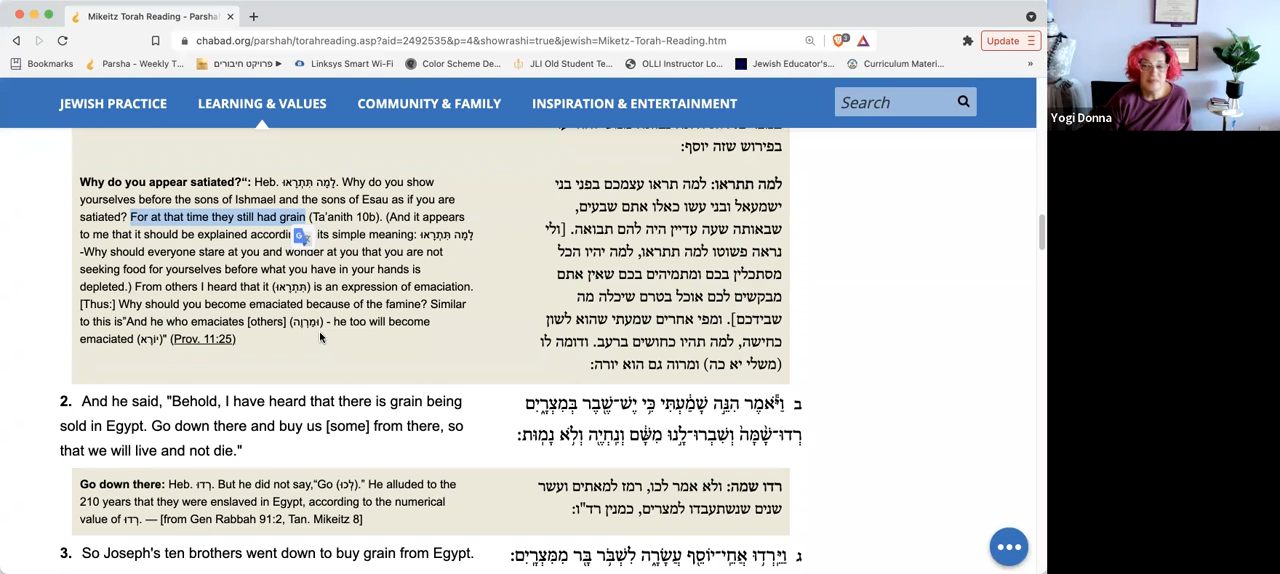 Mikeitz Torah Reading - Parsha
chabad.org/parshah/torahreading.asp?aid=2492535&p=4&showrashi=true&jewish=Miketz-Torah-Reading.htm
3
Update
Bookmarks
Parsha - Weekly T...
פרויקט חיבורים
Linksys Smart Wi-Fi
Color Scheme De...
JLI Old Student Te...
OLLI Instructor Lo...
Jewish Educator's...
Curriculum Materi...
»
JEWISH PRACTICE
LEARNING & VALUES
COMMUNITY & FAMILY
INSPIRATION & ENTERTAINMENT
Search
Yogi Donna
בפירוש שזה יוסף:
Why do you appear satiated?“: Heb. לָמָּה תִּתְרָאוּ. Why do you show
yourselves before the sons of Ishmael and the sons of Esau as if you are
satiated? For at that time they still had grain (Ta'anith 10b). (And it appears
to me that it should be explained accordin its simple meaning: לָמָּה תִּתְרָאוּ
-Why should everyone stare at you and wonder at you that you are not
seeking food for yourselves before what you have in your hands is
depleted.) From others I heard that it (תִּתְרָאוּ) is an expression of emaciation.
[Thus:] Why should you become emaciated because of the famine? Similar
to this is"And he who emaciates [others] (וּמַרְוֶה) - he too will become
emaciated (יוֹרֶא)" (Prov. 11:25)
למה תתראו: למה תראו עצמכם בפני בני
ישמעאל ובני עשו כאלו אתם שבעים,
שבאותה שעה עדיין היה להם תבואה. [ולי
נראה פשוטו למה תתראו, למה יהיו הכל
מסתכלין בכם ומתמיהים בכם שאין אתם
מבקשים לכם אוכל בטרם שיכלה מה
שבידכם]. ומפי אחרים שמעתי שהוא לשון
כחישה, למה תהיו כחושים ברעב. ודומה לו
(משלי יא כה) ומרוה גם הוא יורה:
2. And he said, "Behold, I have heard that there is grain being
sold in Egypt. Go down there and buy us [some] from there, so
that we will live and not die."
ב וַיֹּ֕אמֶר הִנֵּ֣ה שָׁמַ֔עְתִּי כִּ֥י יֶשׁ־שֶׁ֖בֶר בְּמִצְרָ֑יִם
רְדוּ־שָׁ֨מָּה֙ וְשִׁבְרוּ־לָ֣נוּ מִשָּׁ֔ם וְנִֽחְיֶ֖ה וְלֹ֥א נָמֽוּת:
Go down there: Heb. רְדוּ. But he did not say,“Go (לְכוּ).” He alluded to the
210 years that they were enslaved in Egypt, according to the numerical
value of רְדוּ. — [from Gen Rabbah 91:2, Tan. Mikeitz 8]
רדו שמה: ולא אמר לכו, רמז למאתים ועשר
שנים שנשתעבדו למצרים, כמנין רד"ו:
3. So Joseph's ten brothers went down to buy grain from Egypt.
ג וַיֵּֽרְד֥וּ אֲחֵֽי־יוֹסֵ֖ף עֲשָׂרָ֑ה לִשְׁבֹּ֥ר בָּ֖ר מִמִּצְרָֽיִם: